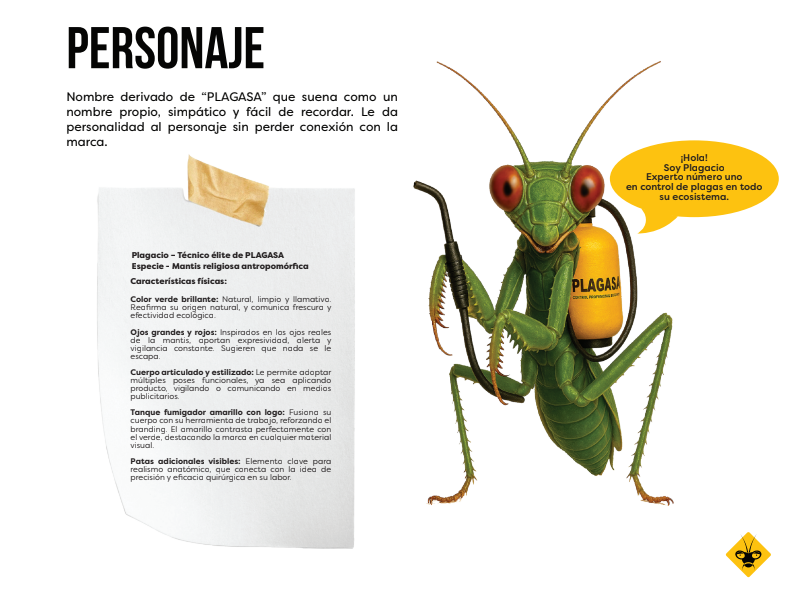 PERSONAJE
Nombre derivado de “PLAGASA” que suena como un
nombre propio, simpático y fácil de recordar. Le da
personalidad al personaje sin perder conexión con la
marca.
Plagacio – Técnico élite de PLAGASA
Especie - Mantis religiosa antropomórfica
Características físicas:
Color verde brillante: Natural, limpio y llamativo.
Reafirma su origen natural, y comunica frescura y
efectividad ecológica.
Ojos grandes y rojos: Inspirados en los ojos reales
de la mantis, aportan expresividad, alerta y
vigilancia constante. Sugieren que nada se le
escapa.
Cuerpo articulado y estilizado: Le permite adoptar
múltiples poses funcionales, ya sea aplicando
producto, vigilando o comunicando en medios
publicitarios.
Tanque fumigador amarillo con logo: Fusiona su
cuerpo con su herramienta de trabajo, reforzando el
branding. El amarillo contrasta perfectamente con
el verde, destacando la marca en cualquier material
visual.
Patas adicionales visibles: Elemento clave para
realismo anatómico, que conecta con la idea de
precisión y eficacia quirúrgica en su labor.
¡Hola!
Soy Plagacio
Experto número uno
en control de plagas en todo
su ecosistema.
PLAGASA